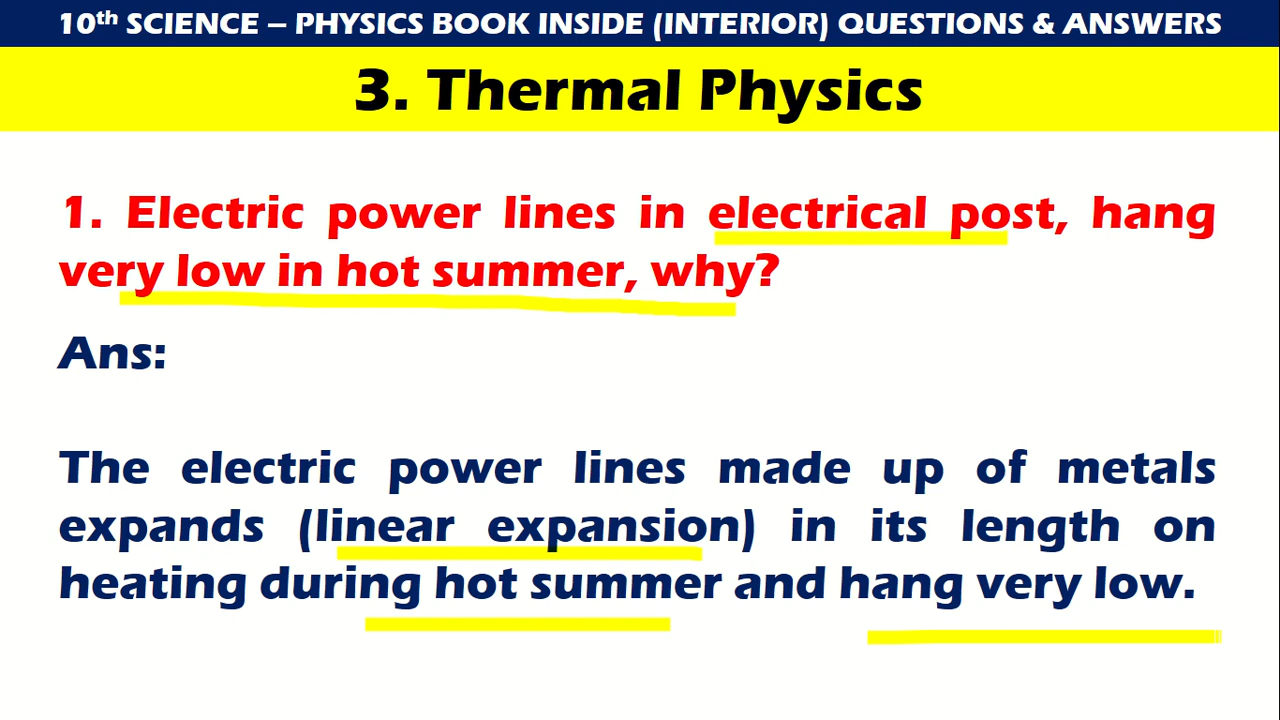 10th SCIENCE – PHYSICS BOOK INSIDE (INTERIOR) QUESTIONS & ANSWERS
3. Thermal Physics
1. Electric power lines in electrical post, hang
very low in hot summer, why?
Ans:
The electric power lines made up of metals
expands (linear expansion) in its length on
heating during hot summer and hang very low.